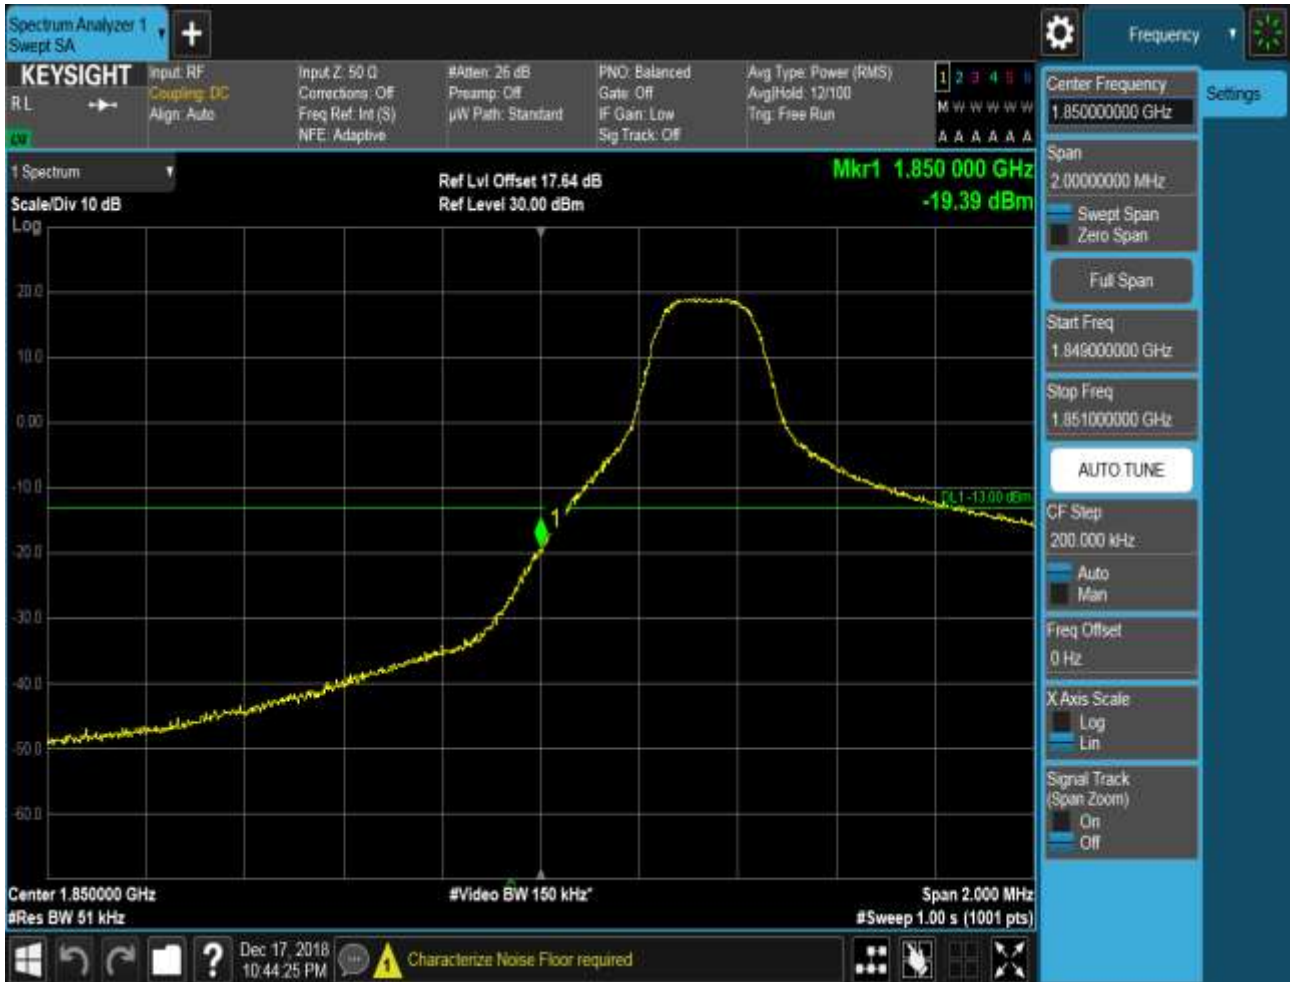 Spectrum Analyzer 1
Swept SA
Frequency
KEYSIGHT
RL
Input: RF
Coupling: DC
Align: Auto
Input Z: 50 Ω
Corrections: Off
Freq Ref: Int (S)
NFE: Adaptive
#Atten: 26 dB
Preamp: Off
µW Path: Standard
PNO: Balanced
Gate: Off
IF Gain: Low
Sig Track: Off
Avg Type: Power (RMS)
Avg|Hold: 12/100
Trig: Free Run
1 2 3 4 5 6
M W W W W W
A A A A A A
1 Spectrum
Scale/Div 10 dB
Ref Lvl Offset 17.64 dB
Ref Level 30.00 dBm
Mkr1 1.850 000 GHz
-19.39 dBm
Log
20.0
10.0
0.00
-10.0
-20.0
-30.0
-40.0
-50.0
-60.0
DL1 -13.00 dBm
1
Center 1.850000 GHz
#Res BW 51 kHz
#Video BW 150 kHz*
Span 2.000 MHz
#Sweep 1.00 s (1001 pts)
Center Frequency
1.850000000 GHz
Settings
Span
2.00000000 MHz
Swept Span
Zero Span
Full Span
Start Freq
1.849000000 GHz
Stop Freq
1.851000000 GHz
AUTO TUNE
CF Step
200.000 kHz
Auto
Man
Freq Offset
0 Hz
X Axis Scale
Log
Lin
Signal Track
(Span Zoom)
On
Off
?
Dec 17, 2018
10:44:25 PM
Characterize Noise Floor required